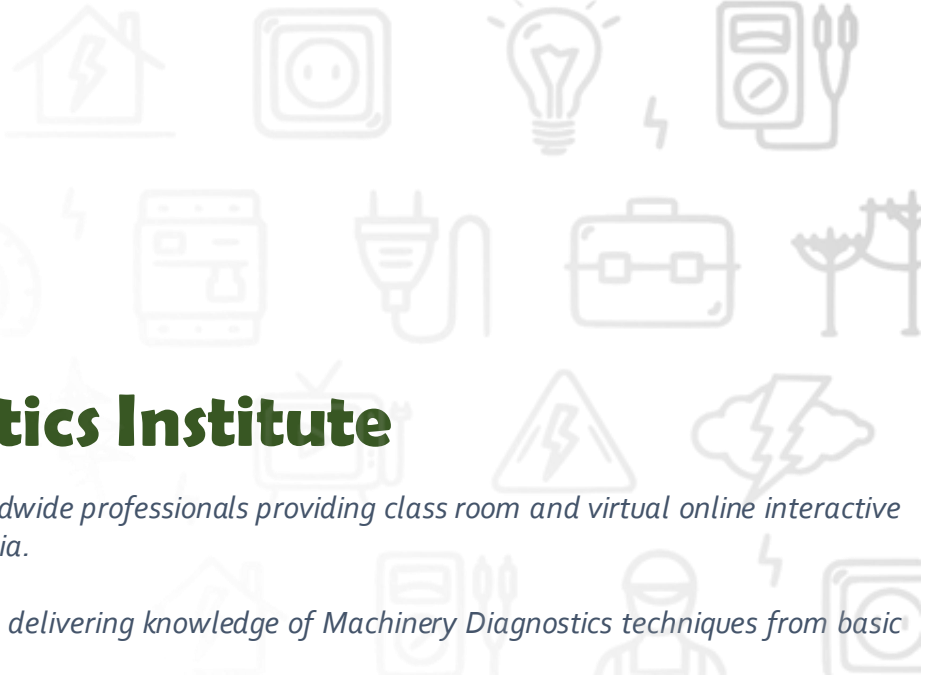 tics Institute
dwide professionals providing class room and virtual online interactive
ia.
delivering knowledge of Machinery Diagnostics techniques from basic